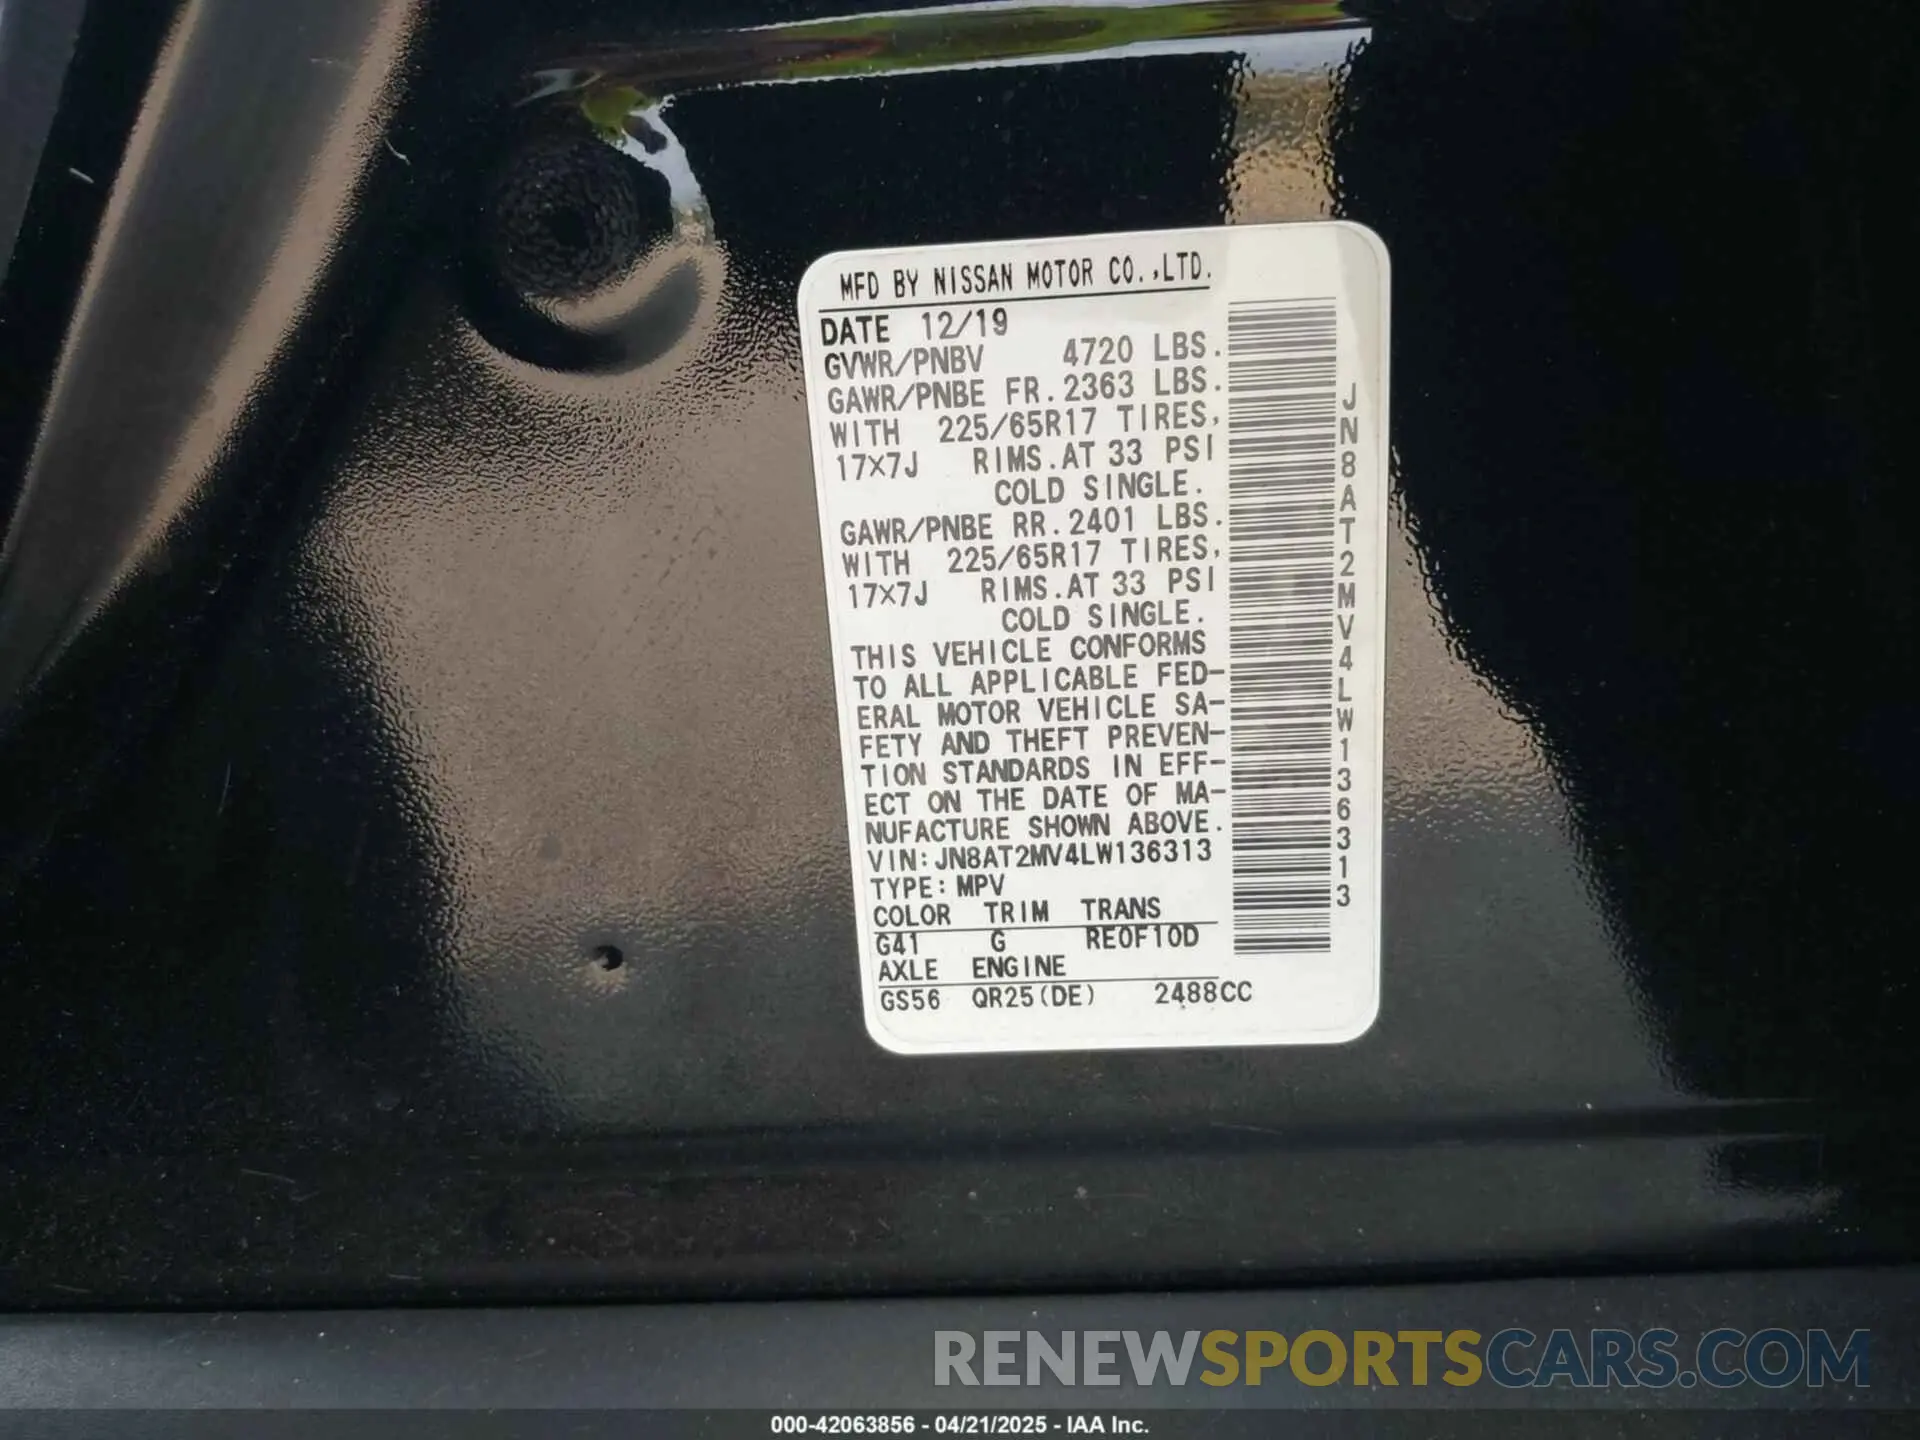 MFD BY NISSAN MOTOR CO.,LTD.
DATE 12/19
GVWR/PNBV 4720 LBS.
GAWR/PNBE FR.2363 LBS.
WITH 225/65R17 TIRES,
17×7J RIMS.AT 33 PSI
COLD SINGLE.
GAWR/PNBE RR.2401 LBS.
WITH 225/65R17 TIRES,
17×7J RIMS.AT 33 PSI
COLD SINGLE.
THIS VEHICLE CONFORMS
TO ALL APPLICABLE FED-
ERAL MOTOR VEHICLE SA-
FETY AND THEFT PREVEN-
TION STANDARDS IN EFF-
ECT ON THE DATE OF MA-
NUFACTURE SHOWN ABOVE.
VIN:JN8AT2MV4LW136313
TYPE:MPV
COLOR TRIM TRANS
G41 G RE0F10D
AXLE ENGINE
GS56 QR25(DE) 2488CC
JN8AT2MV4LW136313
RENEWSPORTSCARS.COM
000-42063856 - 04/21/2025 - IAA Inc.